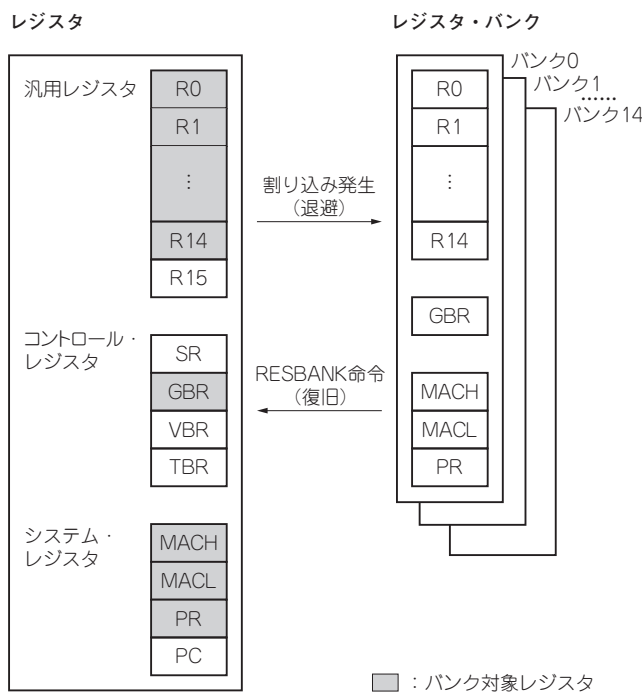 レジスタ
汎用レジスタ
R0
R1
⋮
R14
R15
コントロール・
レジスタ
SR
GBR
VBR
TBR
システム・
レジスタ
MACH
MACL
PR
PC
割り込み発生
（退避）
RESBANK命令
（復旧）
レジスタ・バンク
バンク0
バンク1
……
バンク14
R0
R1
⋮
R14
GBR
MACH
MACL
PR
：バンク対象レジスタ